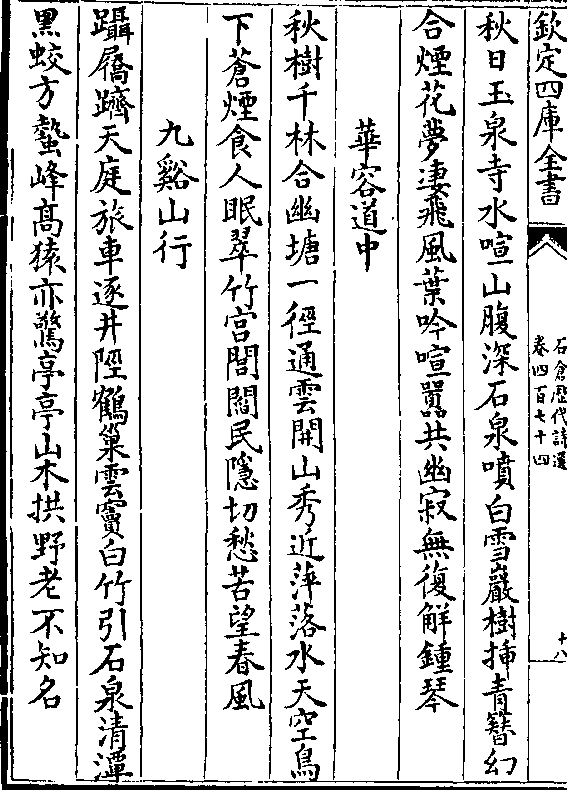 欽定四庫全書
石倉歷代詩選
卷四百七十四
十八
秋日玉泉寺水喧山腹深石泉噴白雪巖樹揷青簪幻
合煙花夢淒飛風葉吟喧囂共幽寂無復解鍾琴
華容道中
秋樹千林合幽塘一徑通雲開山秀近萍落水天空鳥
下蒼煙食人眠翠竹宫閭閻民隱切愁苦望春風
九谿山行
躡屩躋天庭旅車逐井陘鶴巢雲竇白竹引石泉清潭
黒蛟方蟄峰髙猿亦驚亭亭山木拱野老不知名